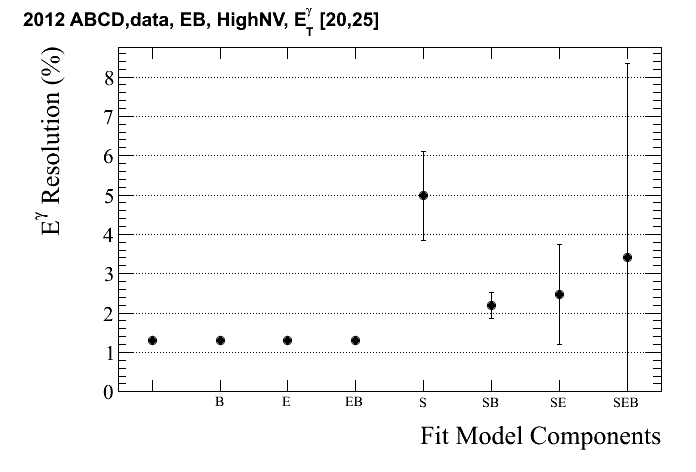 2012 ABCD,data, EB, HighNV, E_T^γ [20,25]
E^γ Resolution (%)
8
7
6
5
4
3
2
1
0
B E EB S SB SE SEB
Fit Model Components